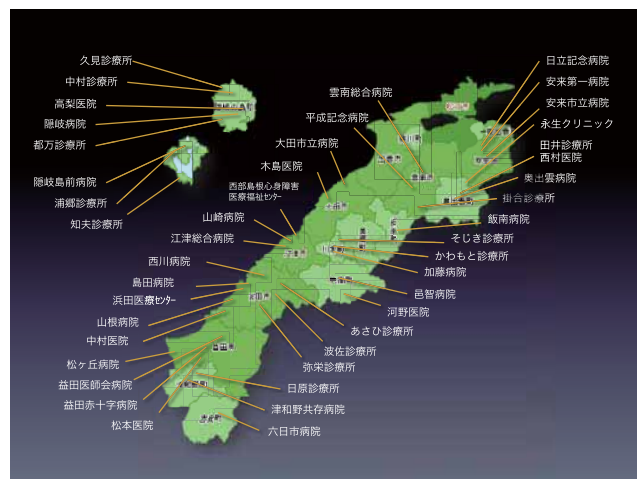 久見診療所
中村診療所
高梨医院
隠岐病院
都万診療所
隠岐島前病院
浦郷診療所
知夫診療所
雲南総合病院
平成記念病院
大田市立病院
木島医院
西部島根心身障害
医療福祉センター
山崎病院
江津総合病院
西川病院
島田病院
浜田医療センター
山根病院
中村医院
松ヶ丘病院
益田医師会病院
益田赤十字病院
松本医院
日立記念病院
安来第一病院
安来市立病院
永生クリニック
田井診療所
西村医院
奥出雲病院
掛合診療所
飯南病院
そじき診療所
かわもと診療所
加藤病院
邑智病院
河野医院
あさひ診療所
波佐診療所
弥栄診療所
日原診療所
津和野共存病院
六日市病院